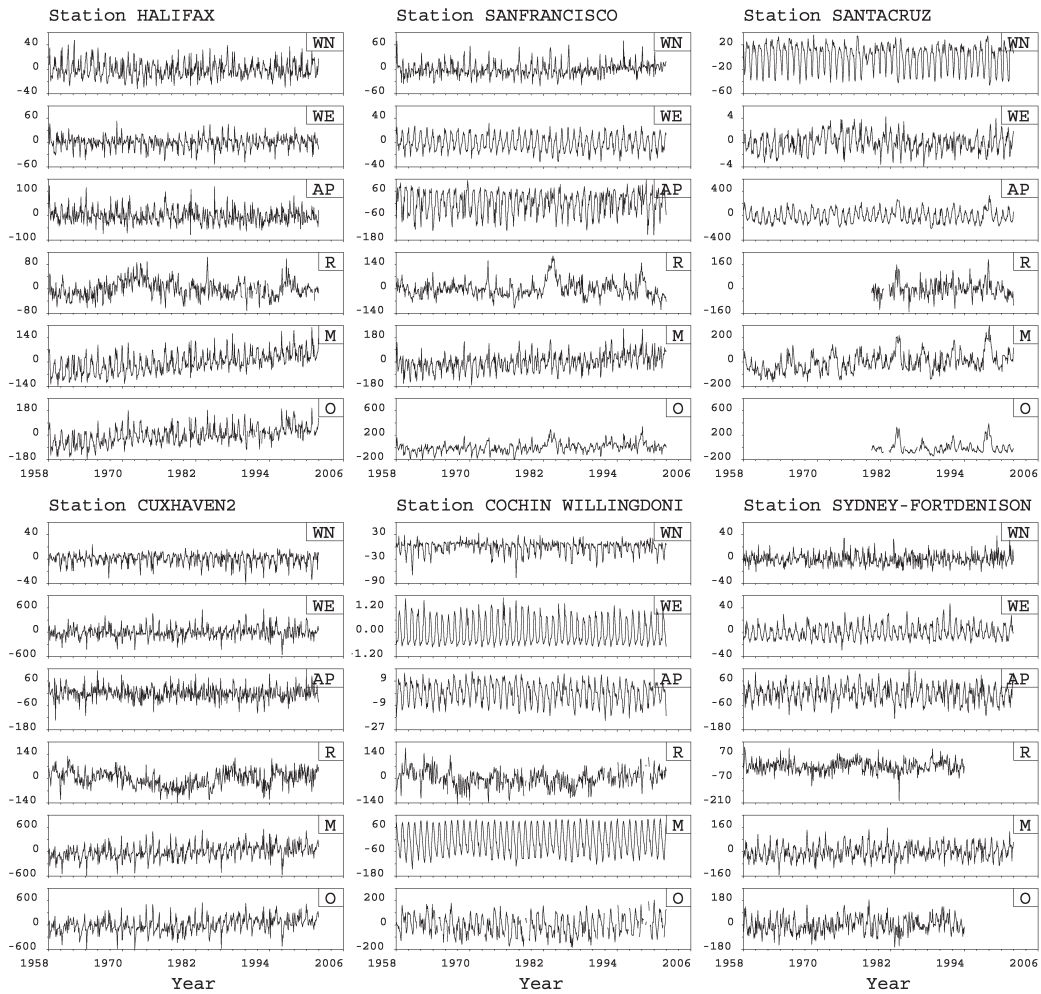 Station HALIFAX
40
0
-40
WN
60
0
-60
WE
100
0
-100
AP
80
0
-80
R
140
0
-140
M
180
0
-180
O
1958 1970 1982 1994 2006
Station SANFRANCISCO
60
0
-60
WN
40
0
-40
WE
60
-60
-180
AP
140
0
-140
R
180
0
-180
M
600
200
-200
O
1958 1970 1982 1994 2006
Station SANTACRUZ
20
-20
-60
WN
4
0
-4
WE
400
0
-400
AP
160
0
-160
R
200
0
-200
M
600
200
-200
O
1958 1970 1982 1994 2006
Station CUXHAVEN2
40
0
-40
WN
600
0
-600
WE
60
-60
-180
AP
140
0
-140
R
600
0
-600
M
600
0
-600
O
1958 1970 1982 1994 2006
Year
Station COCHIN WILLINGDONI
30
-30
-90
WN
1.20
0.00
-1.20
WE
9
-9
-27
AP
140
0
-140
R
60
-60
-180
M
200
0
-200
O
1958 1970 1982 1994 2006
Year
Station SYDNEY-FORTDENISON
40
0
-40
WN
40
0
-40
WE
60
-60
-180
AP
70
-70
-210
R
160
0
-160
M
180
0
-180
O
1958 1970 1982 1994 2006
Year